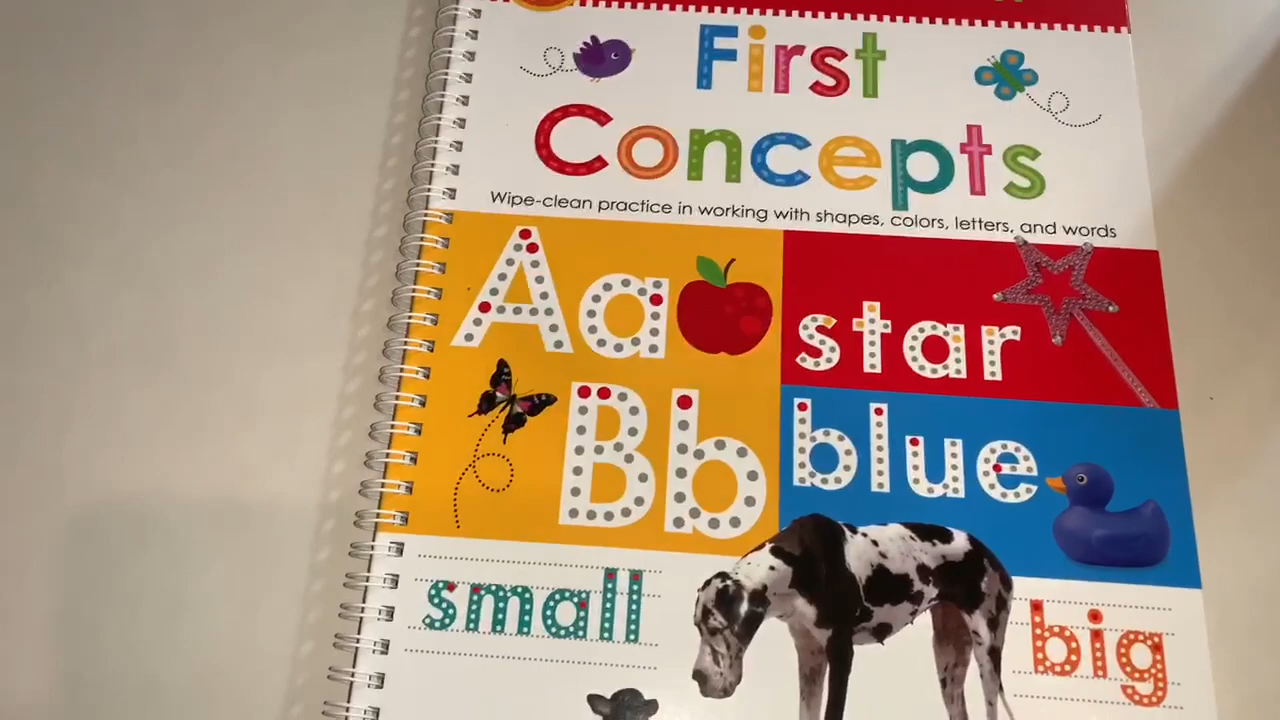 First
Concepts
Wipe-clean practice in working with shapes, colors, letters, and words
Aa
star
Bb
blue
small
big